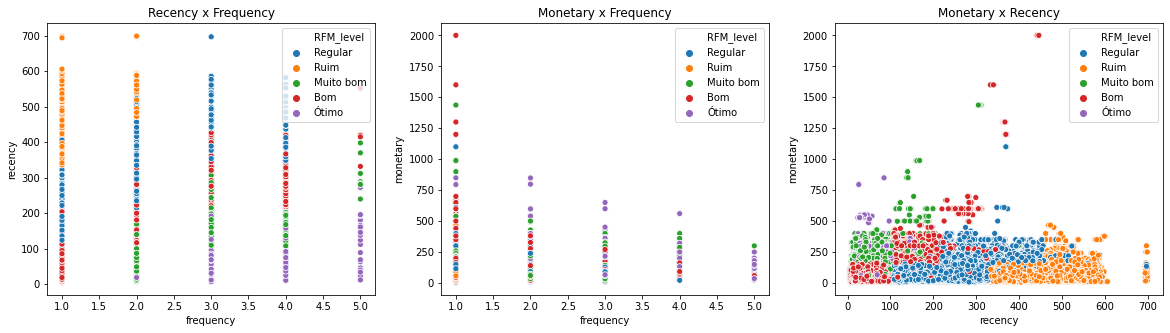 Recency x Frequency
RFM_level
Regular
Ruim
Muito bom
Bom
Ótimo
700
600
500
400
300
200
100
0
recency
1.0 1.5 2.0 2.5 3.0 3.5 4.0 4.5 5.0
frequency
Monetary x Frequency
RFM_level
Regular
Ruim
Muito bom
Bom
Ótimo
2000
1750
1500
1250
1000
750
500
250
0
monetary
1.0 1.5 2.0 2.5 3.0 3.5 4.0 4.5 5.0
frequency
Monetary x Recency
RFM_level
Regular
Ruim
Muito bom
Bom
Ótimo
2000
1750
1500
1250
1000
750
500
250
0
monetary
0 100 200 300 400 500 600 700
recency